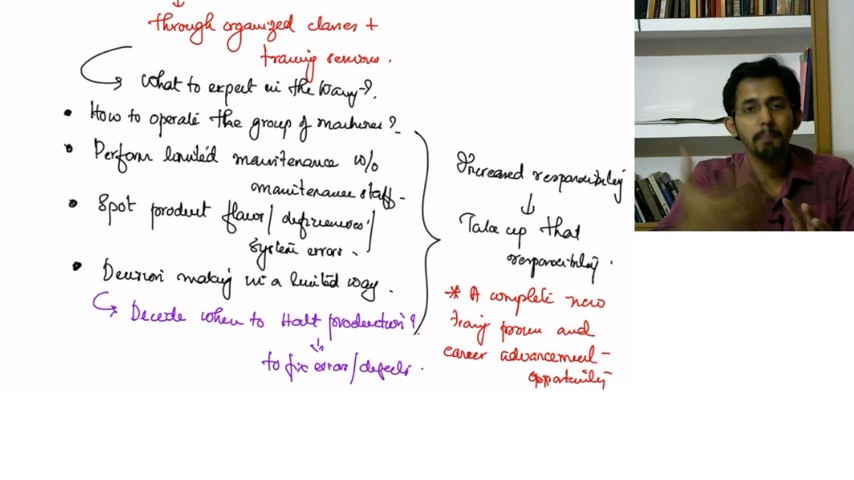 through organized classes +
training sessions.
What to expect in the way?
• How to operate the group of machines?
• Perform limited maintenance w/o
maintenance staff
• Spot product flaws/deficiencies/
system errors.
• Decision making in a limited way.
Decide when to Halt production?
to fix error/defects.
Increased responsibility
↓
Take up that
responsibility.
* A complete new
training process and
career advancement
opportunity